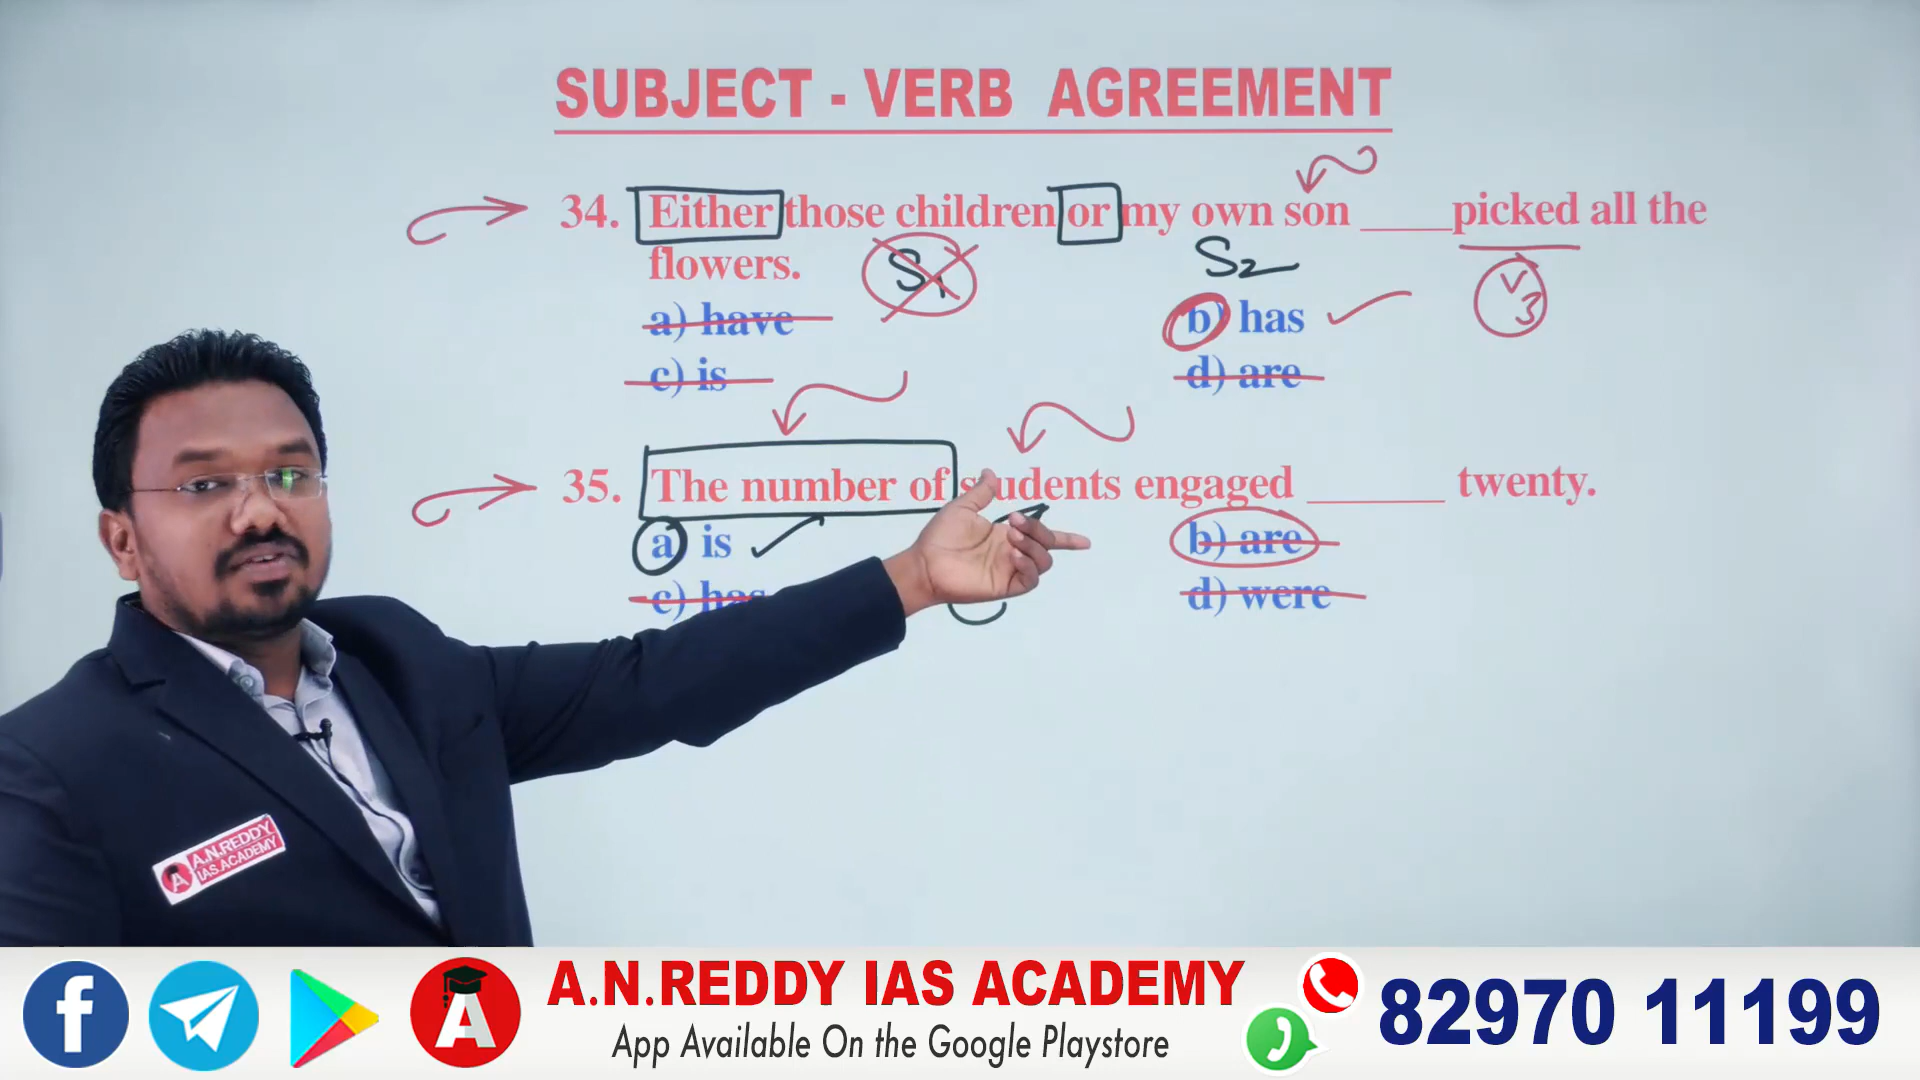 SUBJECT - VERB AGREEMENT
34. Either those children or my own son ____picked all the
flowers.
S1
S2
V3
a) have
b) has
c) is
d) are
35. The number of students engaged ______ twenty.
a) is
b) are
c) has
d) were
A.N.REDDY
IAS ACADEMY
A.N.REDDY IAS ACADEMY
App Available On the Google Playstore
82970 11199